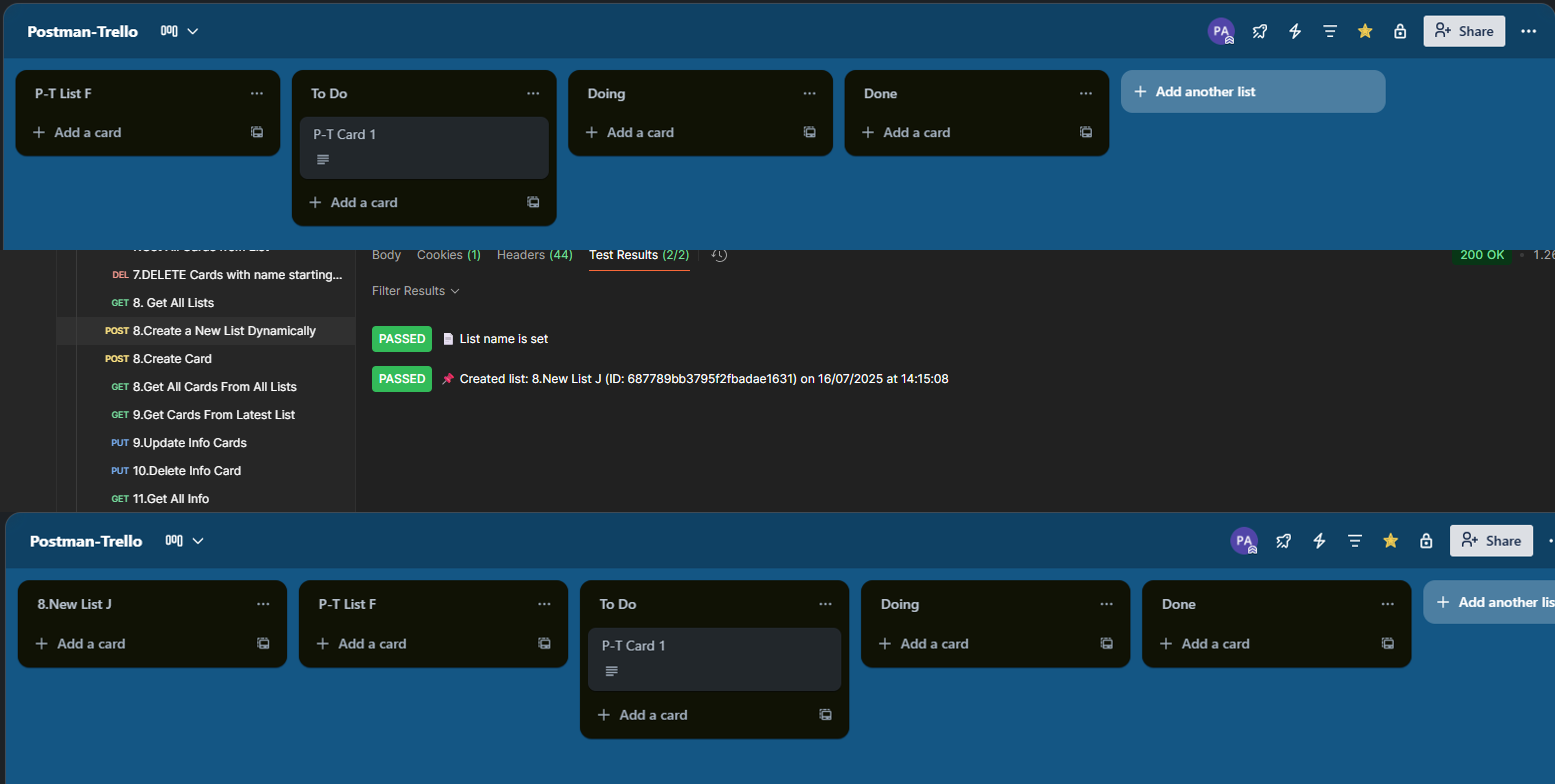 Postman-Trello
PA
Share
P-T List F
To Do
Doing
Done
Add another list
Add a card
P-T Card 1
Add a card
Add a card
Add a card
Body Cookies (1) Headers (44) Test Results (2/2)
200 OK
Filter Results
DEL 7.DELETE Cards with name starting...
GET 8. Get All Lists
POST 8.Create a New List Dynamically
POST 8.Create Card
GET 8.Get All Cards From All Lists
GET 9.Get Cards From Latest List
PUT 9.Update Info Cards
PUT 10.Delete Info Card
GET 11.Get All Info
PASSED List name is set
PASSED Created list: 8.New List J (ID: 687789bb3795f2fbadae1631) on 16/07/2025 at 14:15:08
Postman-Trello
PA
Share
8.New List J
P-T List F
To Do
Doing
Done
Add another lis
Add a card
Add a card
P-T Card 1
Add a card
Add a card
Add a card